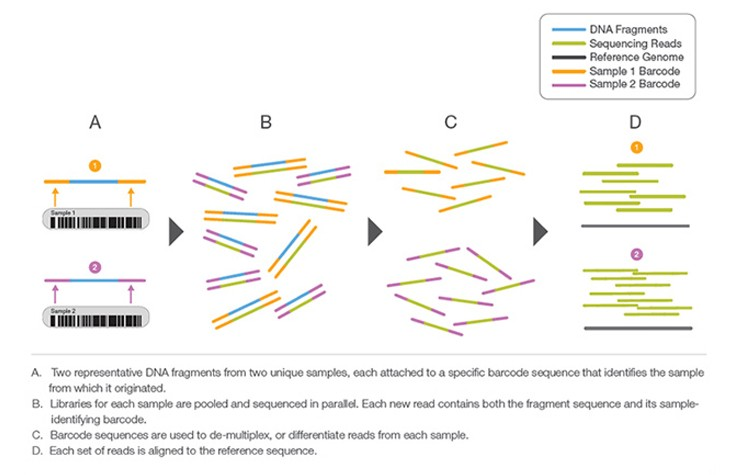 DNA Fragments
Sequencing Reads
Reference Genome
Sample 1 Barcode
Sample 2 Barcode
A
B
C
D
1
1
Sample 1
2
2
Sample 2
A. Two representative DNA fragments from two unique samples, each attached to a specific barcode sequence that identifies the sample
from which it originated.
B. Libraries for each sample are pooled and sequenced in parallel. Each new read contains both the fragment sequence and its sample-
identifying barcode.
C. Barcode sequences are used to de-multiplex, or differentiate reads from each sample.
D. Each set of reads is aligned to the reference sequence.